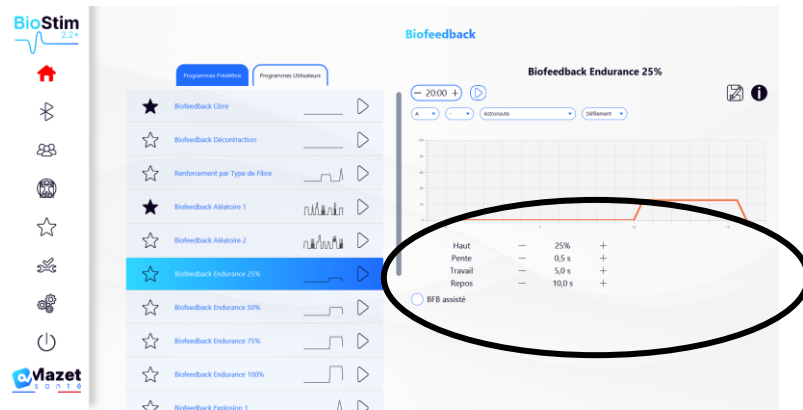 BioStim
2.2+
Biofeedback
Programmes Prédéfinis
Programmes Utilisateurs
Biofeedback Libre
Biofeedback Décontraction
Renforcement par Type de Fibre
Biofeedback Aléatoire 1
Biofeedback Aléatoire 2
Biofeedback Endurance 25%
Biofeedback Endurance 50%
Biofeedback Endurance 75%
Biofeedback Endurance 100%
Biofeedback Explosion 1
Biofeedback Endurance 25%
− 20:00 +
A - Astronaute Défilement
Haut − 25% +
Pente − 0,5 s +
Travail − 5,0 s +
Repos − 10,0 s +
BFB assisté
Mazet
santé